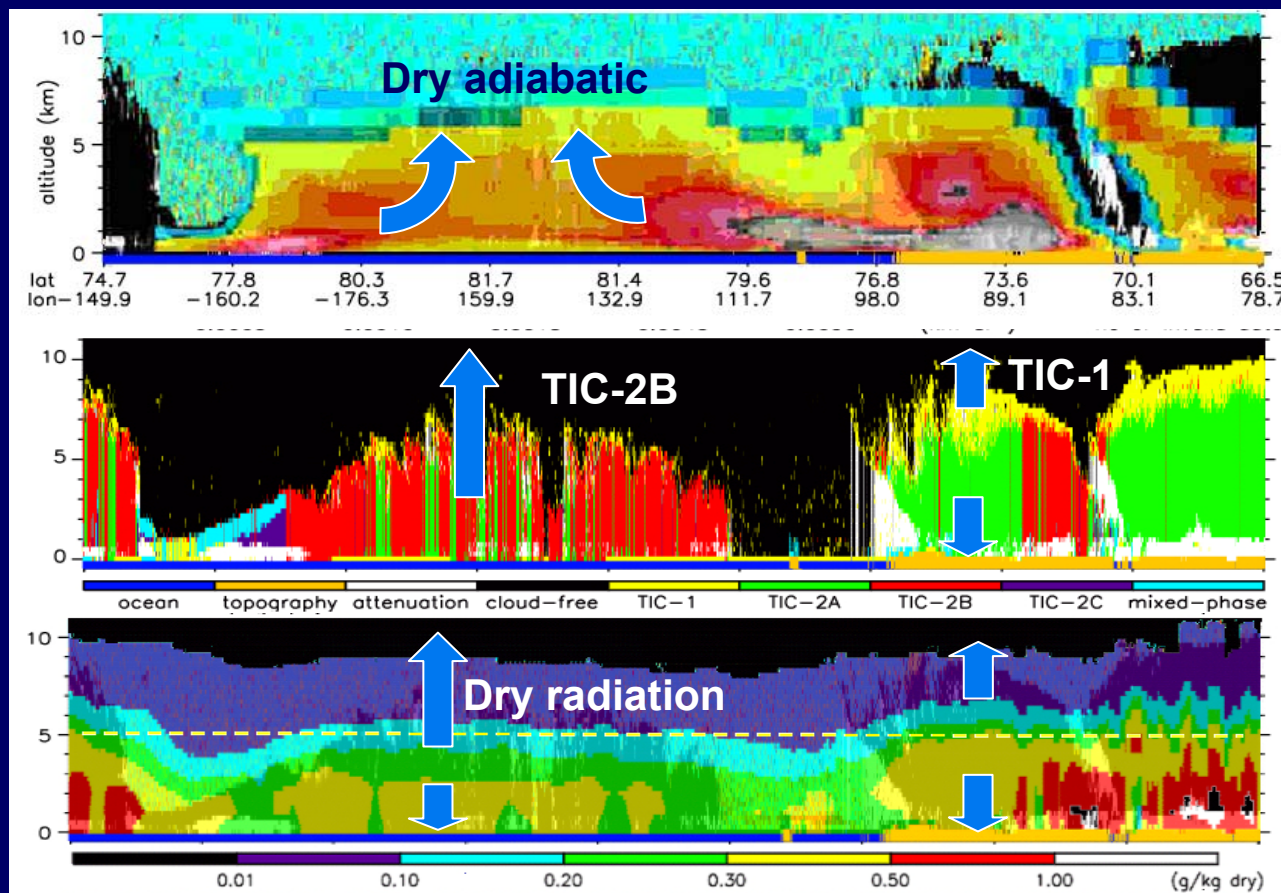 10
5
0
altitude (km)
Dry adiabatic
lat 74.7 77.8 80.3 81.7 81.4 79.6 76.8 73.6 70.1 66.5
lon-149.9 -160.2 -176.3 159.9 132.9 111.7 98.0 89.1 83.1 78.7
10
5
0
TIC-2B
TIC-1
ocean topography attenuation cloud-free TIC-1 TIC-2A TIC-2B TIC-2C mixed-phase
10
5
0
Dry radiation
0.01 0.10 0.20 0.30 0.50 1.00 (g/kg dry)